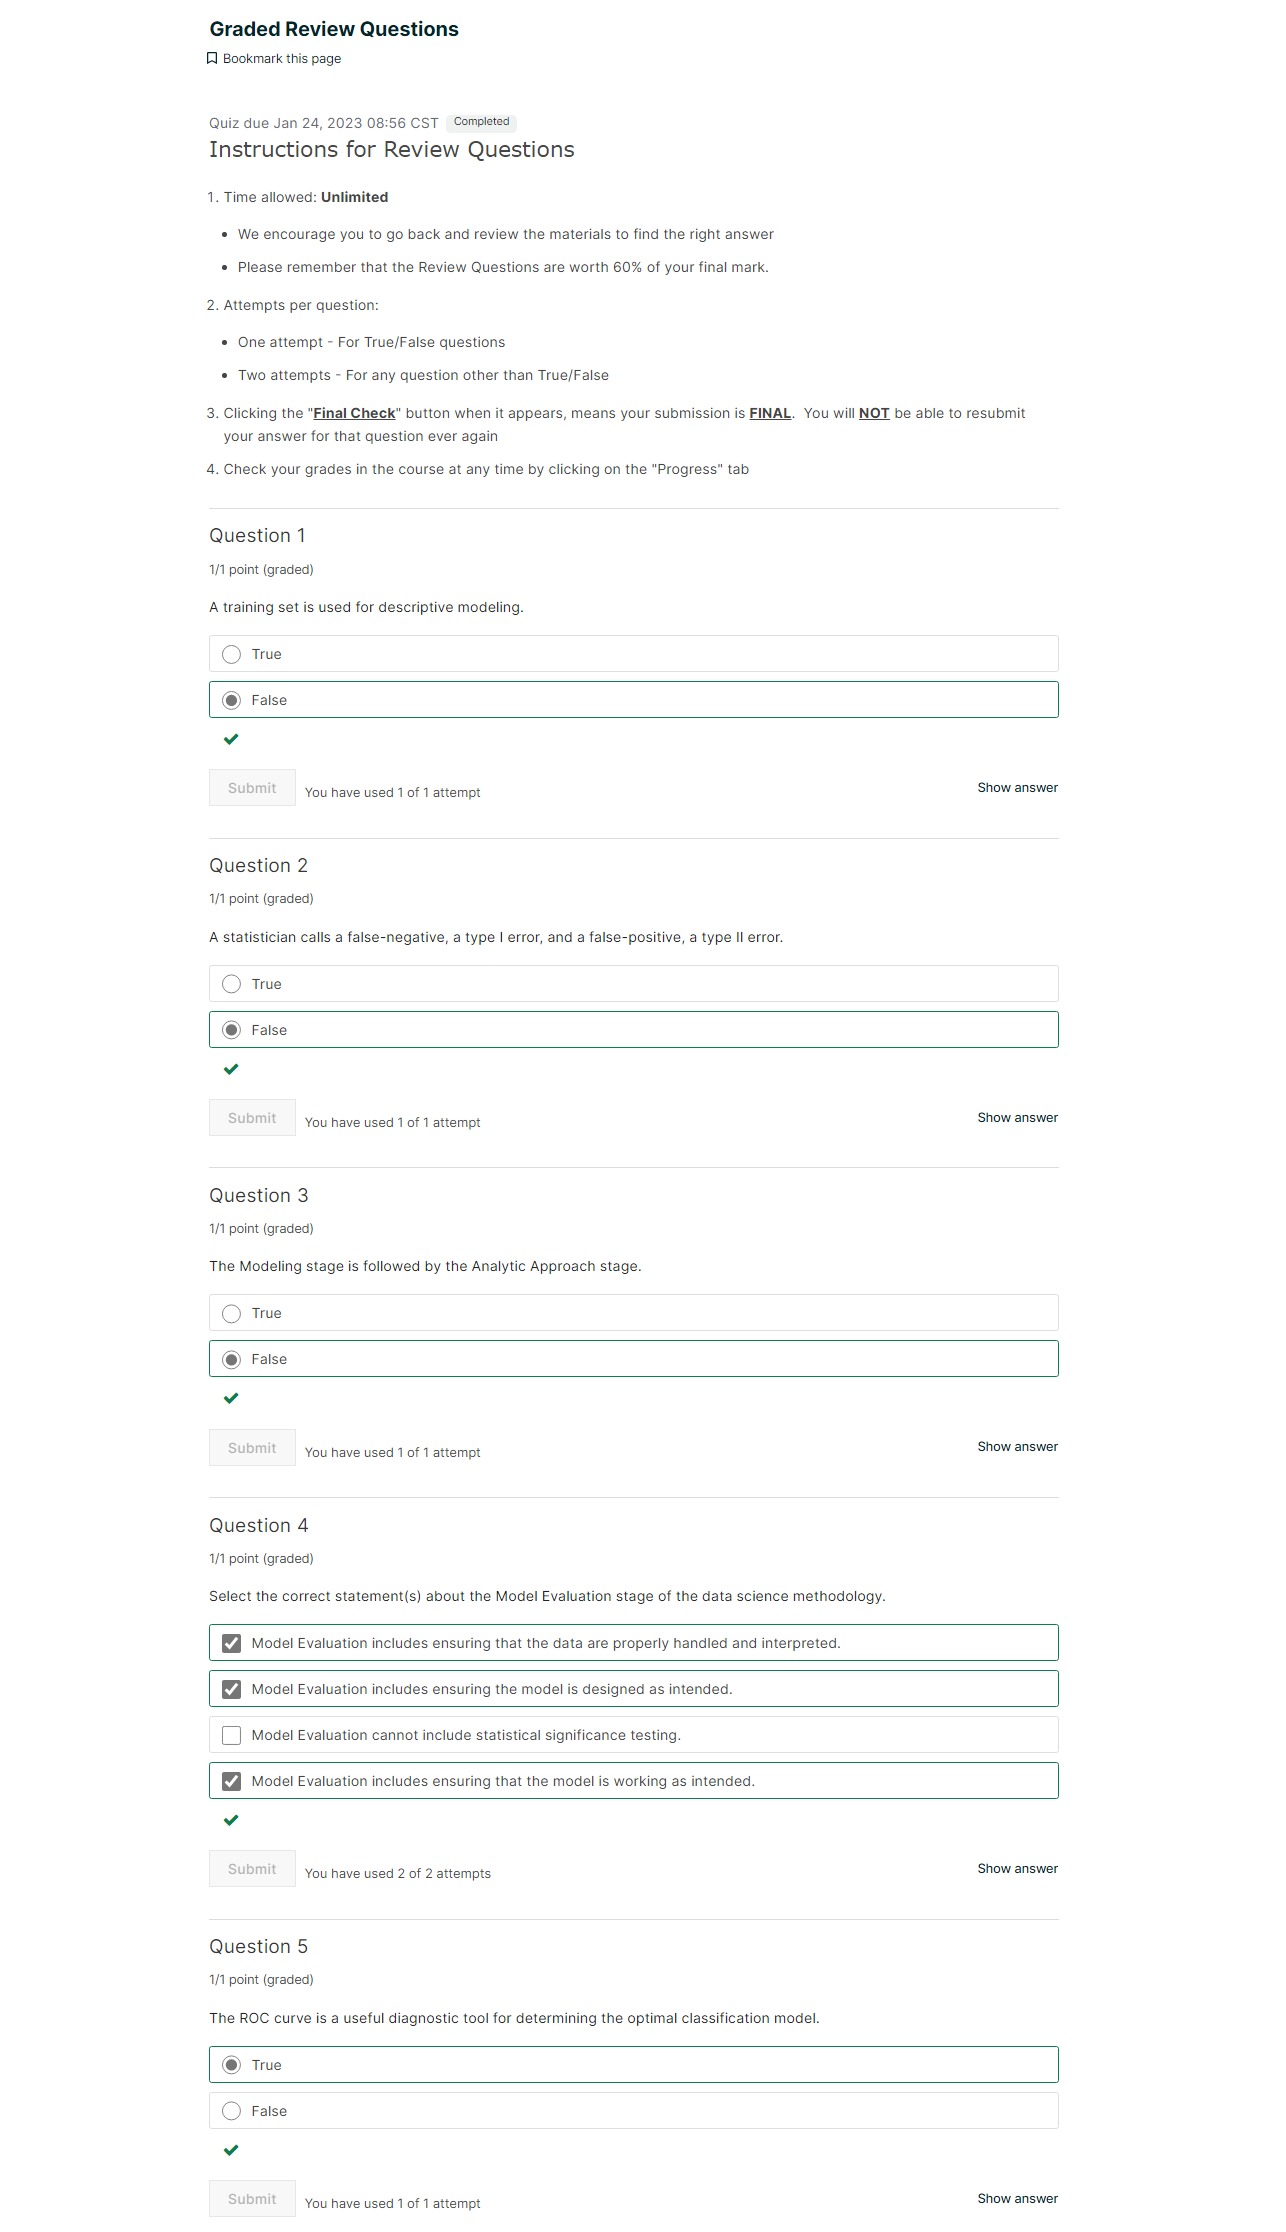 Graded Review Questions
Bookmark this page
Quiz due Jan 24, 2023 08:56 CST Completed
Instructions for Review Questions
1. Time allowed: Unlimited
• We encourage you to go back and review the materials to find the right answer
• Please remember that the Review Questions are worth 60% of your final mark.
2. Attempts per question:
• One attempt - For True/False questions
• Two attempts - For any question other than True/False
3. Clicking the "Final Check" button when it appears, means your submission is FINAL. You will NOT be able to resubmit
your answer for that question ever again
4. Check your grades in the course at any time by clicking on the "Progress" tab
Question 1
1/1 point (graded)
A training set is used for descriptive modeling.
True
False
Submit You have used 1 of 1 attempt Show answer
Question 2
1/1 point (graded)
A statistician calls a false-negative, a type I error, and a false-positive, a type II error.
True
False
Submit You have used 1 of 1 attempt Show answer
Question 3
1/1 point (graded)
The Modeling stage is followed by the Analytic Approach stage.
True
False
Submit You have used 1 of 1 attempt Show answer
Question 4
1/1 point (graded)
Select the correct statement(s) about the Model Evaluation stage of the data science methodology.
Model Evaluation includes ensuring that the data are properly handled and interpreted.
Model Evaluation includes ensuring the model is designed as intended.
Model Evaluation cannot include statistical significance testing.
Model Evaluation includes ensuring that the model is working as intended.
Submit You have used 2 of 2 attempts Show answer
Question 5
1/1 point (graded)
The ROC curve is a useful diagnostic tool for determining the optimal classification model.
True
False
Submit You have used 1 of 1 attempt Show answer